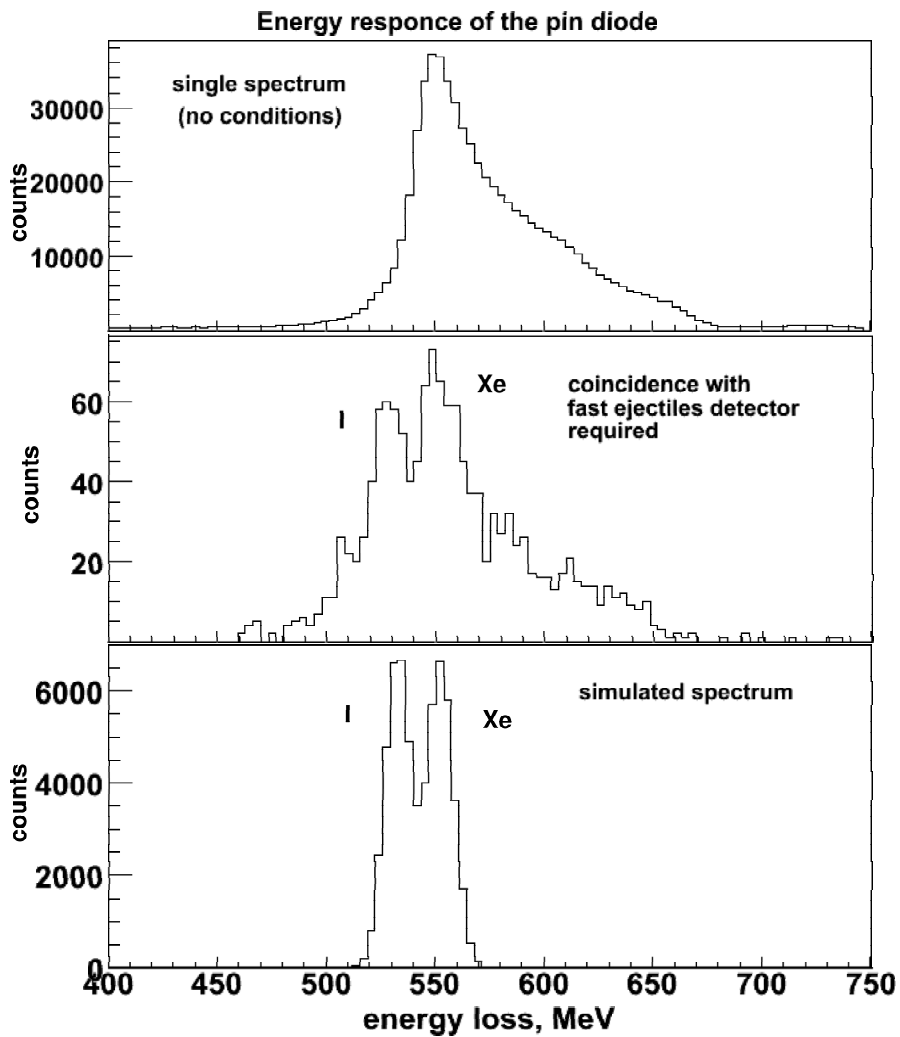 Energy responce of the pin diode
single spectrum
(no conditions)
30000
20000
10000
counts
I
Xe
coincidence with
fast ejectiles detector
required
60
40
20
counts
I
Xe
simulated spectrum
6000
4000
2000
0
counts
400 450 500 550 600 650 700 750
energy loss, MeV